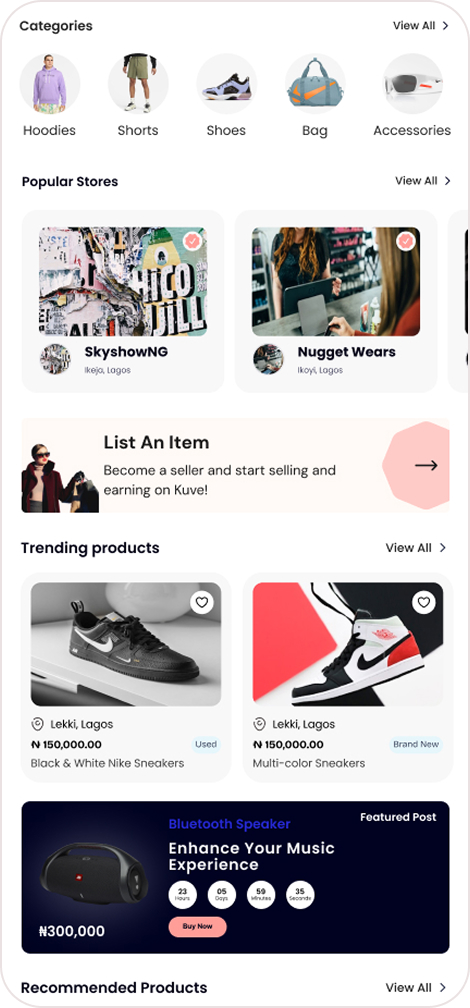 Categories
View All
Hoodies
Shorts
Shoes
Bag
Accessories
Popular Stores
View All
SkyshowNG
Ikeja, Lagos
Nugget Wears
Ikoyi, Lagos
List An Item
Become a seller and start selling and
earning on Kuve!
Trending products
View All
Lekki, Lagos
₦ 150,000.00
Used
Black & White Nike Sneakers
Lekki, Lagos
₦ 150,000.00
Brand New
Multi-color Sneakers
Featured Post
Bluetooth Speaker
Enhance Your Music
Experience
23
Hours
05
Days
59
Minutes
35
Seconds
₦300,000
Buy Now
Recommended Products
View All